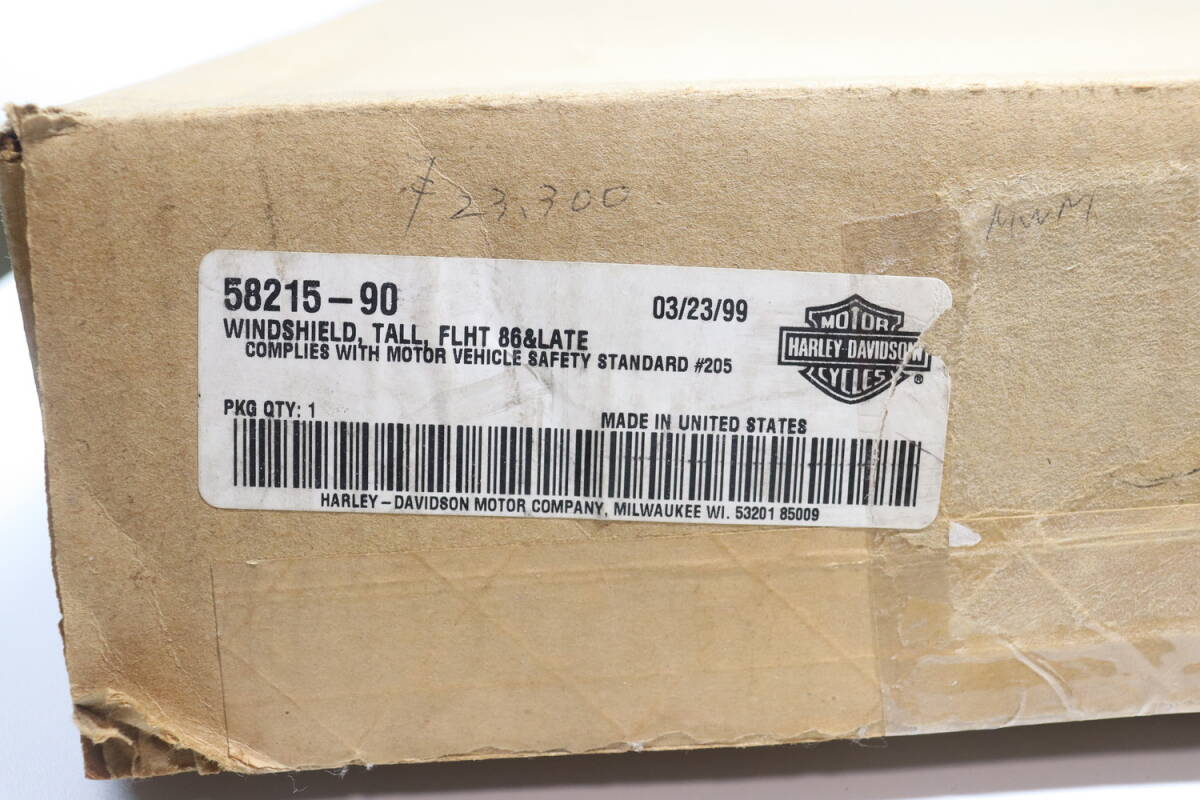 ¥23,300
MWM
58215-90
03/23/99
WINDSHIELD, TALL, FLHT 86&LATE
COMPLIES WITH MOTOR VEHICLE SAFETY STANDARD #205
MOTOR
HARLEY-DAVIDSON
CYCLES
®
PKG QTY: 1
MADE IN UNITED STATES
HARLEY-DAVIDSON MOTOR COMPANY, MILWAUKEE WI. 53201 85009